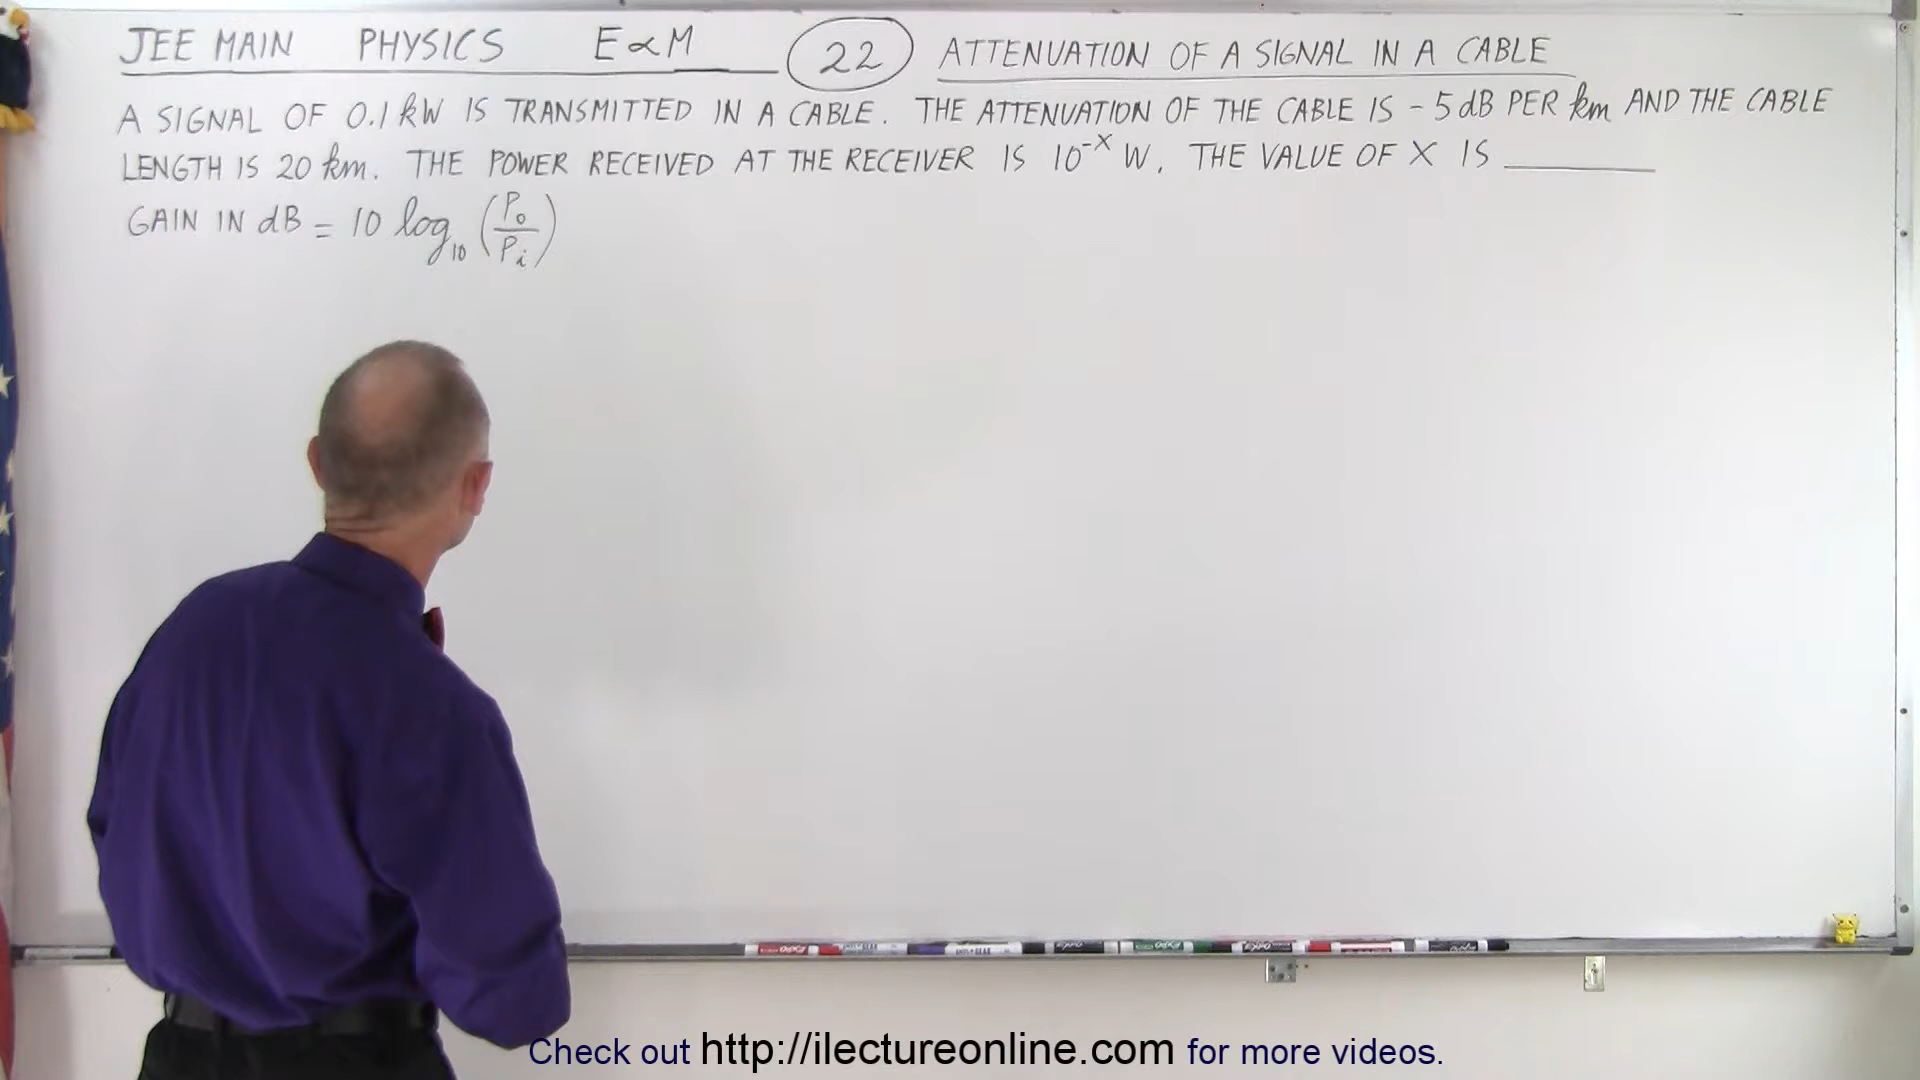 JEE MAIN PHYSICS E∝M 22 ATTENUATION OF A SIGNAL IN A CABLE
A SIGNAL OF 0.1 kW IS TRANSMITTED IN A CABLE. THE ATTENUATION OF THE CABLE IS -5 dB PER km AND THE CABLE
LENGTH IS 20 km. THE POWER RECEIVED AT THE RECEIVER IS 10^-X W. THE VALUE OF X IS ______
GAIN IN dB = 10 log_10 (P_o/P_i)
Check out http://ilectureonline.com for more videos.